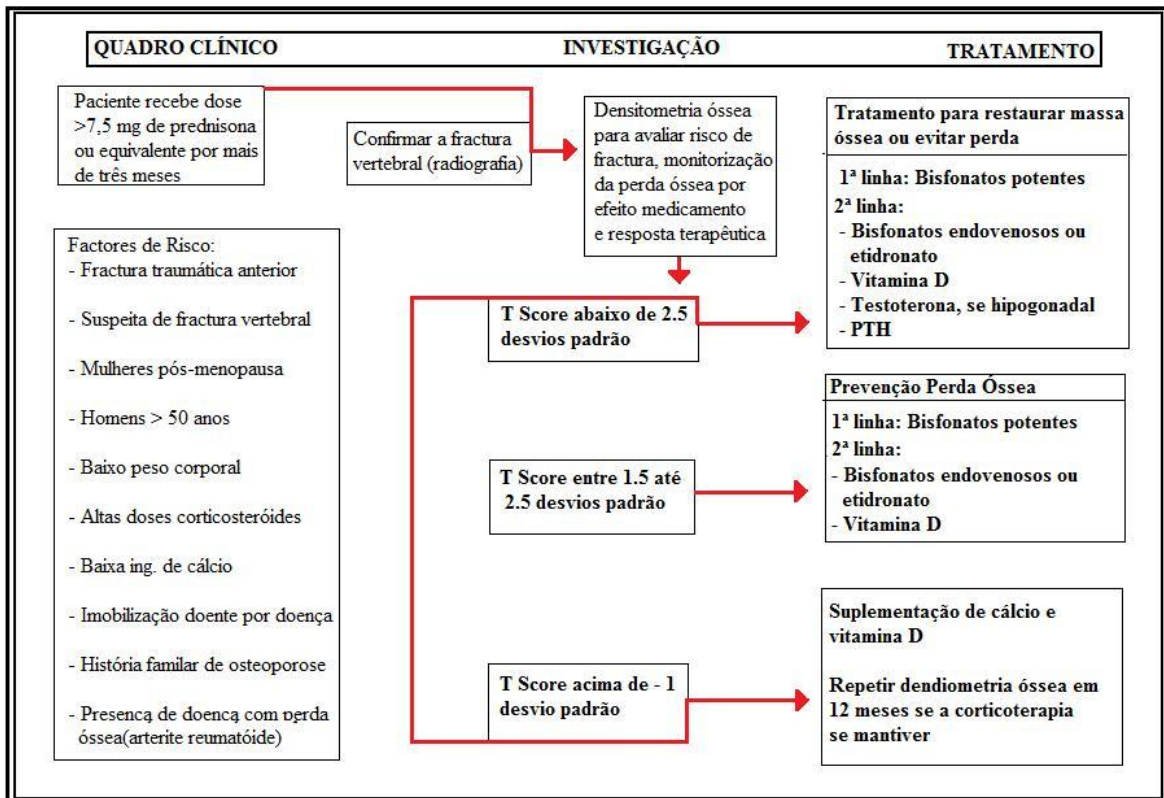 QUADRO CLÍNICO
INVESTIGAÇÃO
TRATAMENTO
Paciente recebe dose
>7,5 mg de prednisona
ou equivalente por mais
de três meses
Confirmar a fractura
vertebral (radiografia)
Densitometria óssea
para avaliar risco de
fractura, monitorização
da perda óssea por
efeito medicamento
e resposta terapêutica
Tratamento para restaurar massa
óssea ou evitar perda
1ª linha: Bisfonatos potentes
2ª linha:
- Bisfonatos endovenosos ou
etidronato
- Vitamina D
- Testoterona, se hipogonadal
- PTH
Factores de Risco:
- Fractura traumática anterior
- Suspeita de fractura vertebral
- Mulheres pós-menopausa
- Homens > 50 anos
- Baixo peso corporal
- Altas doses corticosteróides
- Baixa ing. de cálcio
- Imobilização doente por doença
- História familar de osteoporose
- Presença de doença com perda
óssea(arterite reumatóide)
T Score abaixo de 2.5
desvios padrão
Prevenção Perda Óssea
1ª linha: Bisfonatos potentes
2ª linha:
- Bisfonatos endovenosos ou
etidronato
- Vitamina D
T Score entre 1.5 até
2.5 desvios padrão
T Score acima de - 1
desvio padrão
Suplementação de cálcio e
vitamina D
Repetir dendiometria óssea em
12 meses se a corticoterapia
se mantiver